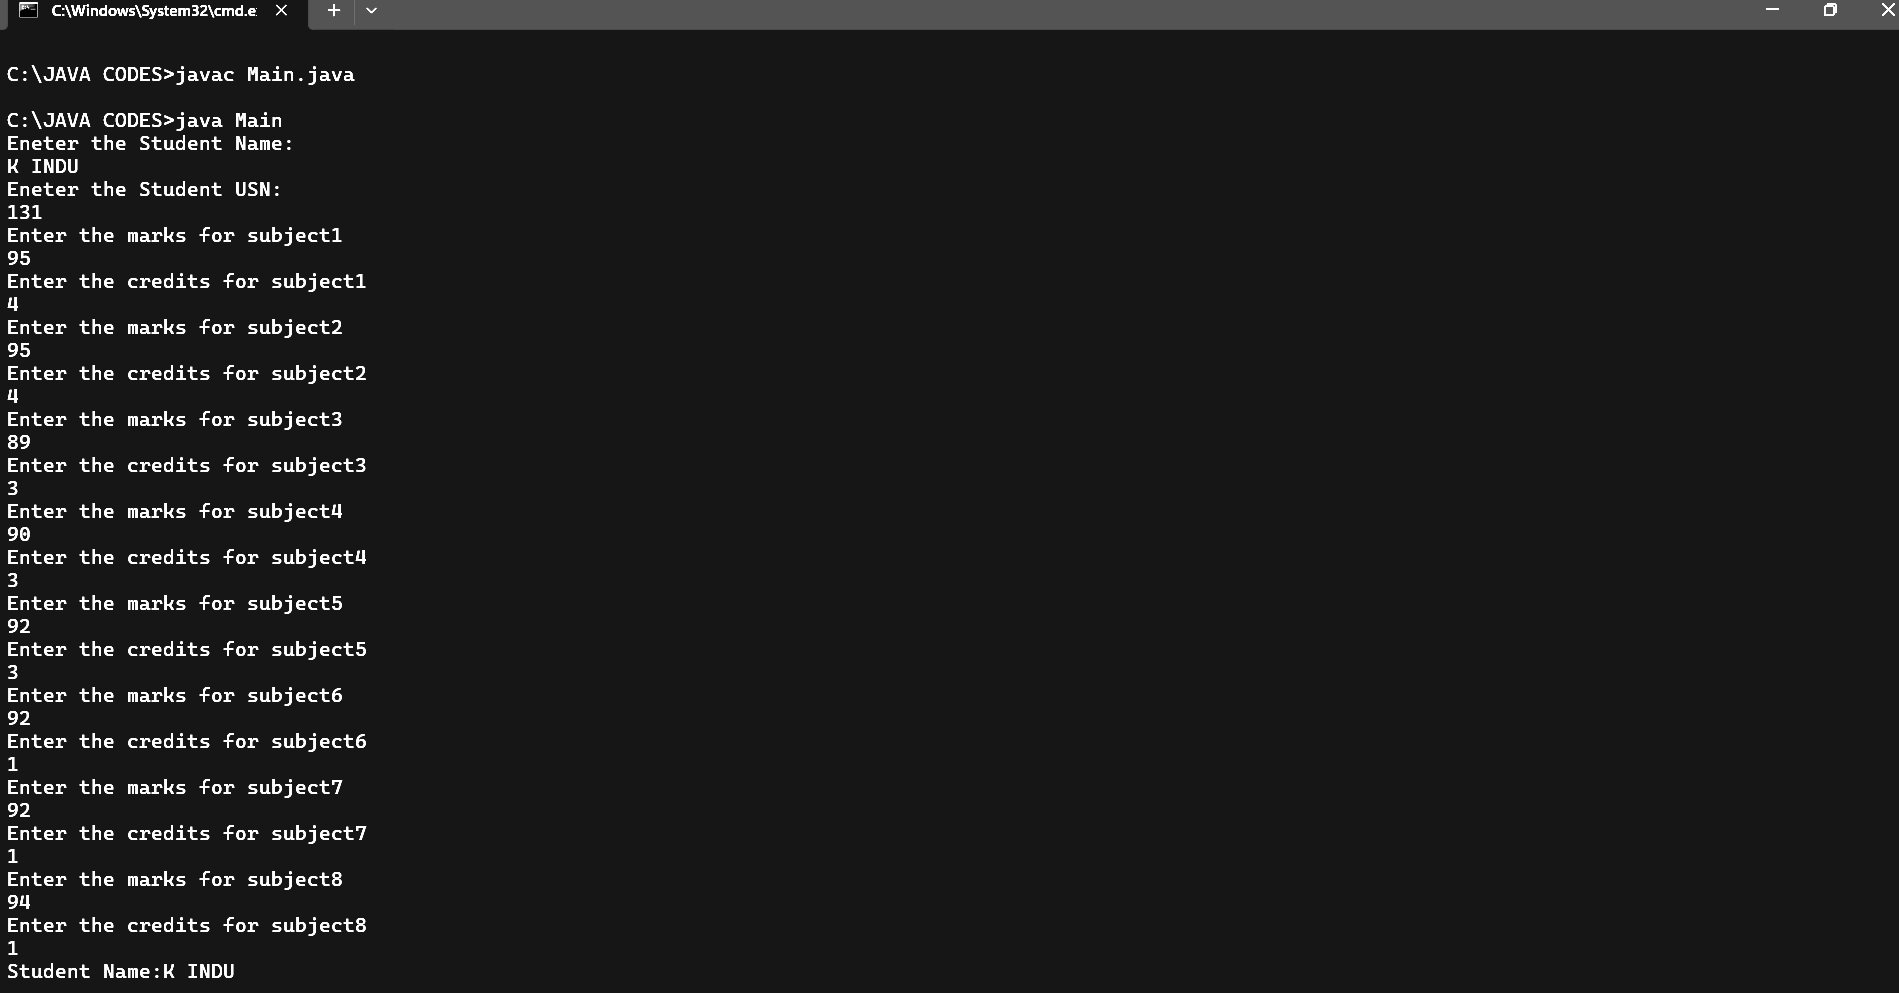 C:\Windows\System32\cmd.e
C:\JAVA CODES>javac Main.java
C:\JAVA CODES>java Main
Eneter the Student Name:
K INDU
Eneter the Student USN:
131
Enter the marks for subject1
95
Enter the credits for subject1
4
Enter the marks for subject2
95
Enter the credits for subject2
4
Enter the marks for subject3
89
Enter the credits for subject3
3
Enter the marks for subject4
90
Enter the credits for subject4
3
Enter the marks for subject5
92
Enter the credits for subject5
3
Enter the marks for subject6
92
Enter the credits for subject6
1
Enter the marks for subject7
92
Enter the credits for subject7
1
Enter the marks for subject8
94
Enter the credits for subject8
1
Student Name:K INDU